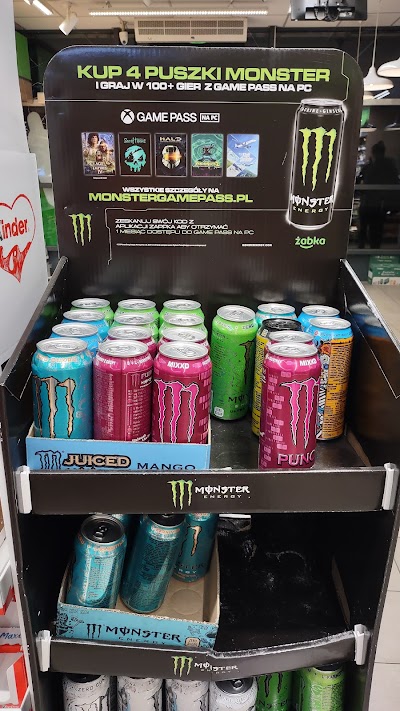 KUP 4 PUSZKI MONSTER
I GRAJ W 100+ GIER Z GAME PASS NA PC
GAME PASS NA PC
HALO
WSZYSTKIE SZCZEGÓŁY NA
MONSTERGAMEPASS.PL
ZESKANUJ SWÓJ KOD Z
APLIKACJI ŻAPPKA ABY OTRZYMAĆ
1 MIESIĄC DOSTĘPU DO GAME PASS NA PC
MONSTER
ENERGY
żabka
Kinder
MIXXD
MIXXD
PUNC
JUICED MANGO
MONSTER
ENERGY
MONSTER
ENERGY
MONSTER
ENERGY